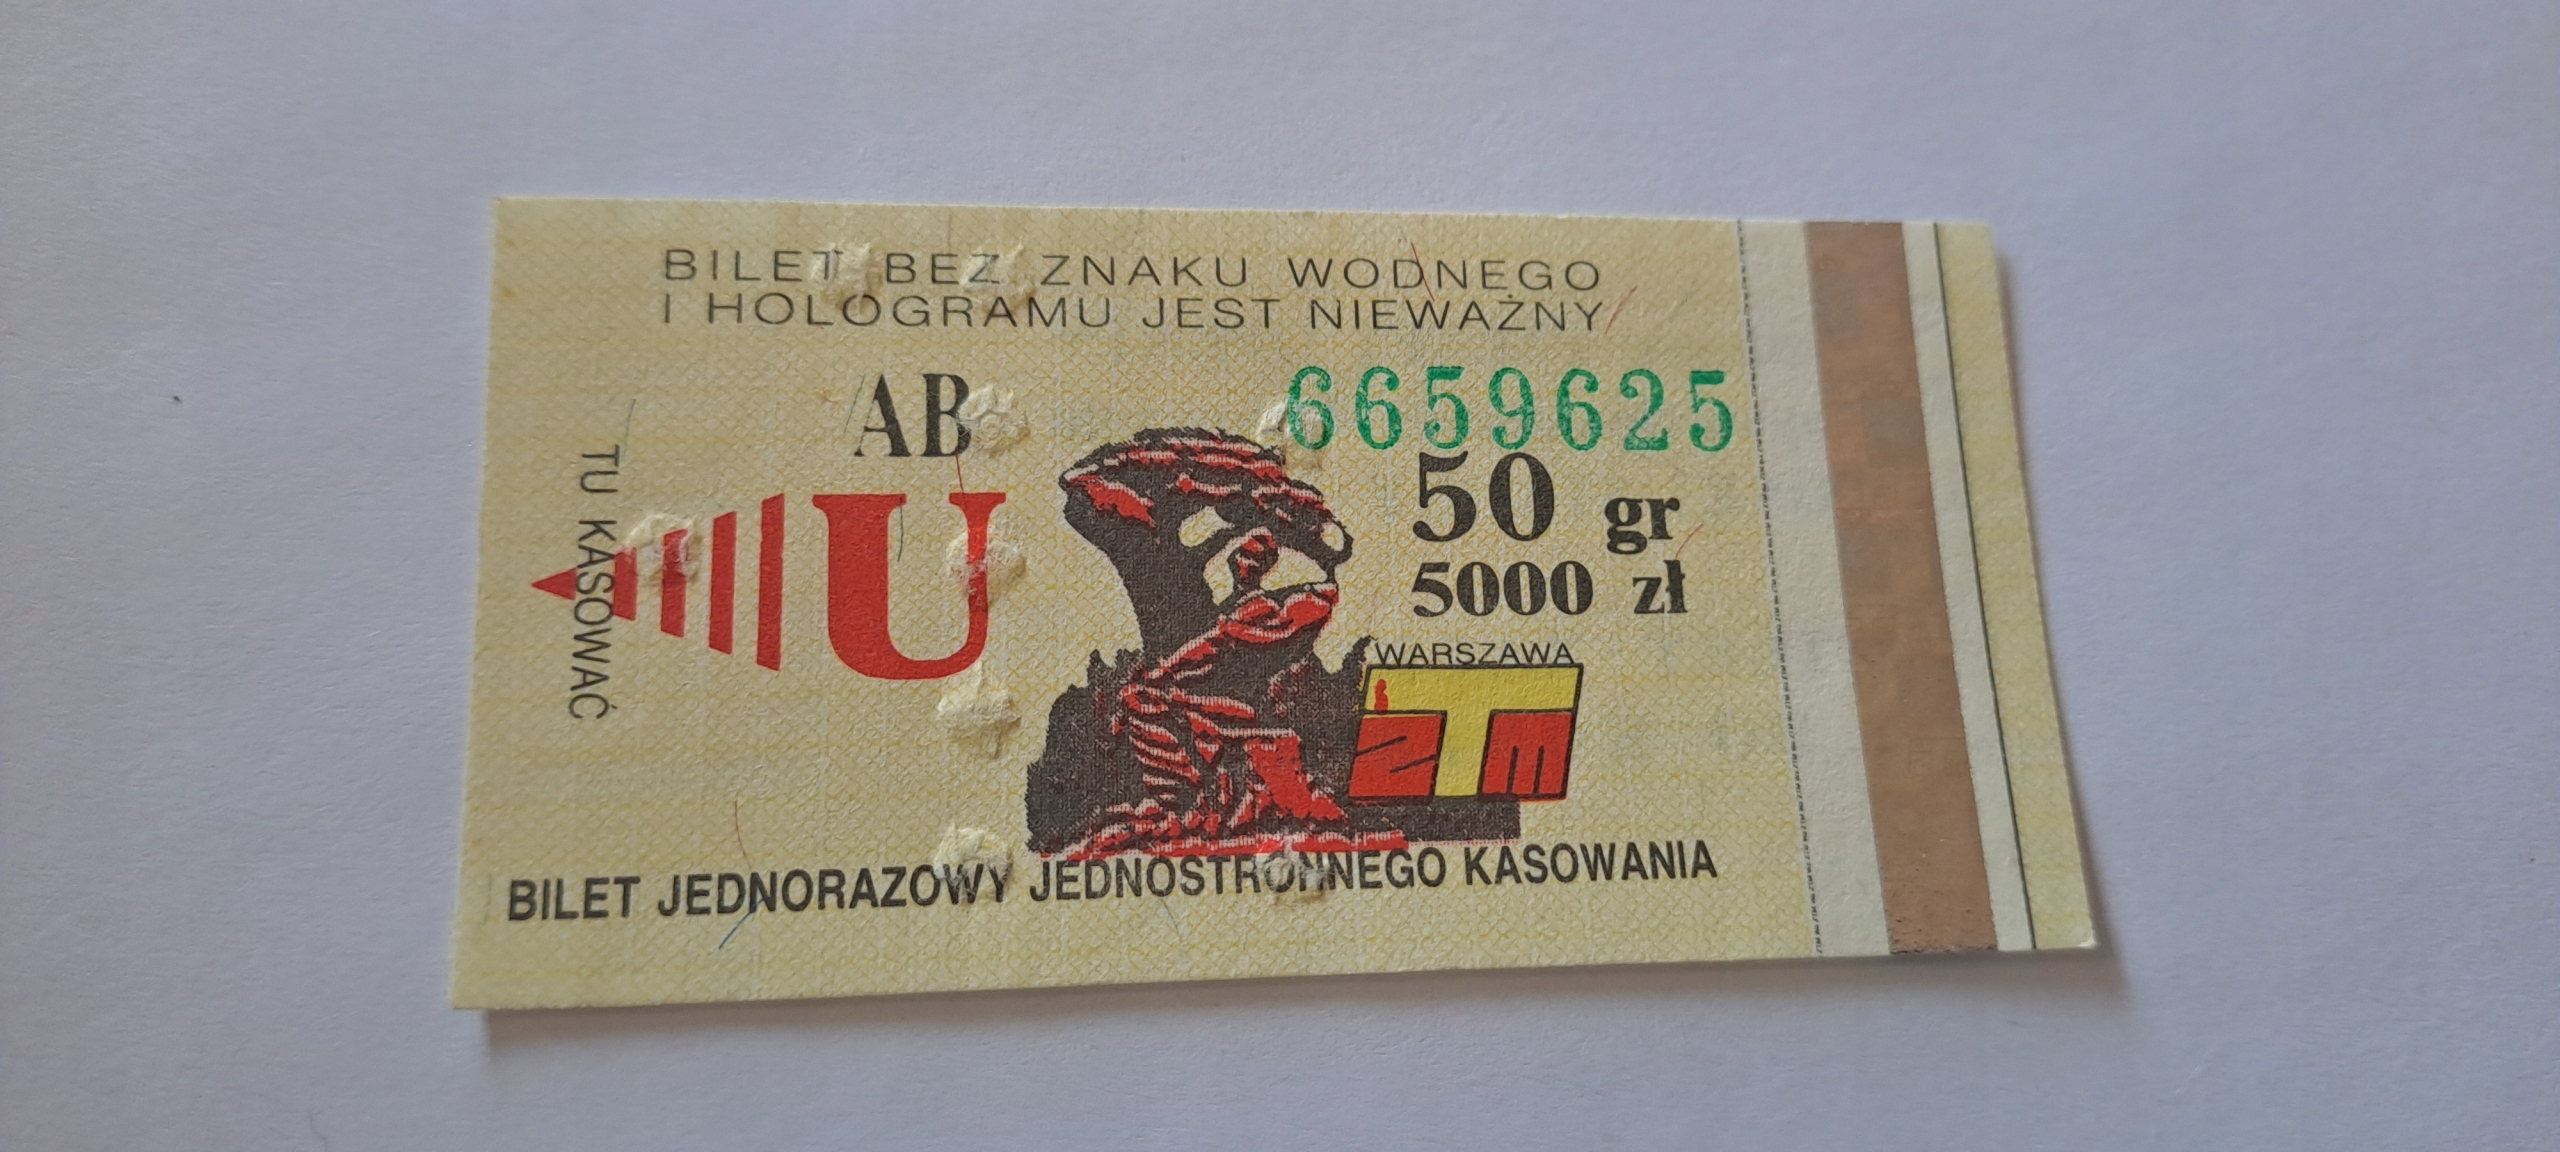 BILET BEZ ZNAKU WODNEGO
I HOLOGRAMU JEST NIEWAŻNY
AB 6659625
TU KASOWAĆ
U
50 gr
5000 zł
WARSZAWA
ZTM
BILET JEDNORAZOWY JEDNOSTRONNEGO KASOWANIA